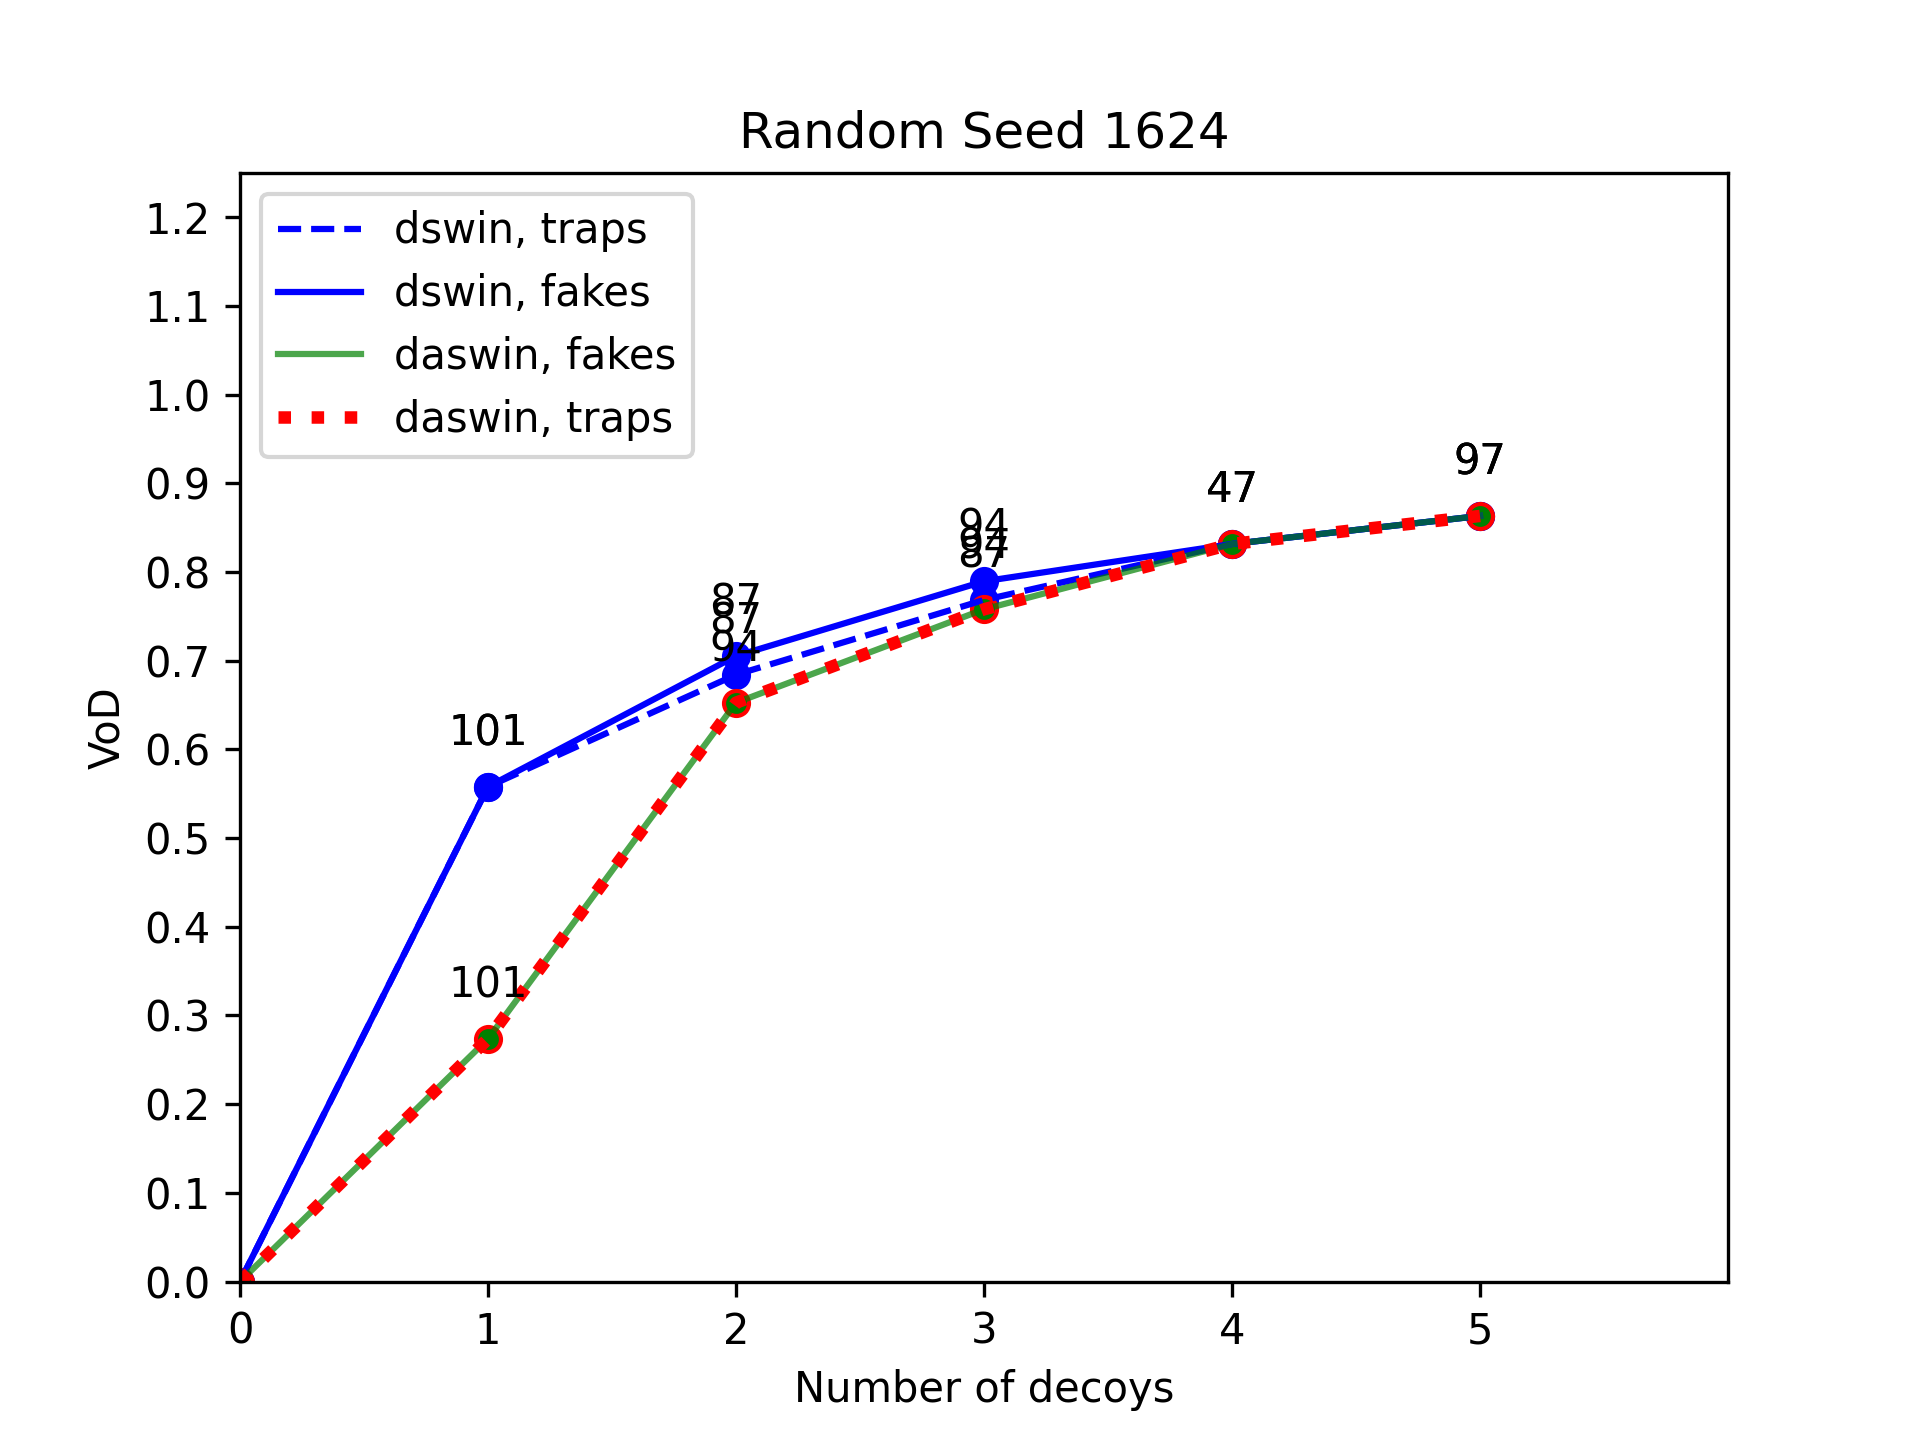 Random Seed 1624
dswin, traps
dswin, fakes
daswin, fakes
daswin, traps
1.2
1.1
1.0
0.9
0.8
0.7
0.6
0.5
0.4
0.3
0.2
0.1
0.0
VoD
101
101
87
87
94
94
94
87
47
97
0 1 2 3 4 5
Number of decoys